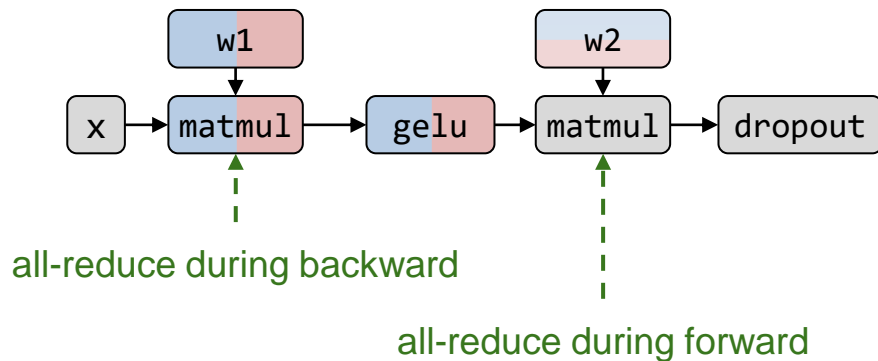 w1
w2
x
matmul
gelu
matmul
dropout
all-reduce during backward
all-reduce during forward